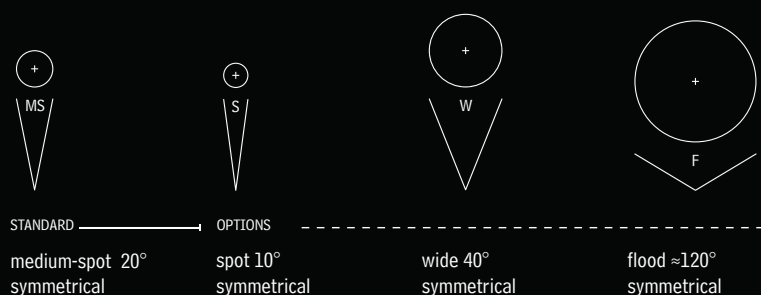 MS
S
W
F
STANDARD
OPTIONS
medium-spot 20°
symmetrical
spot 10°
symmetrical
wide 40°
symmetrical
flood ≈120°
symmetrical